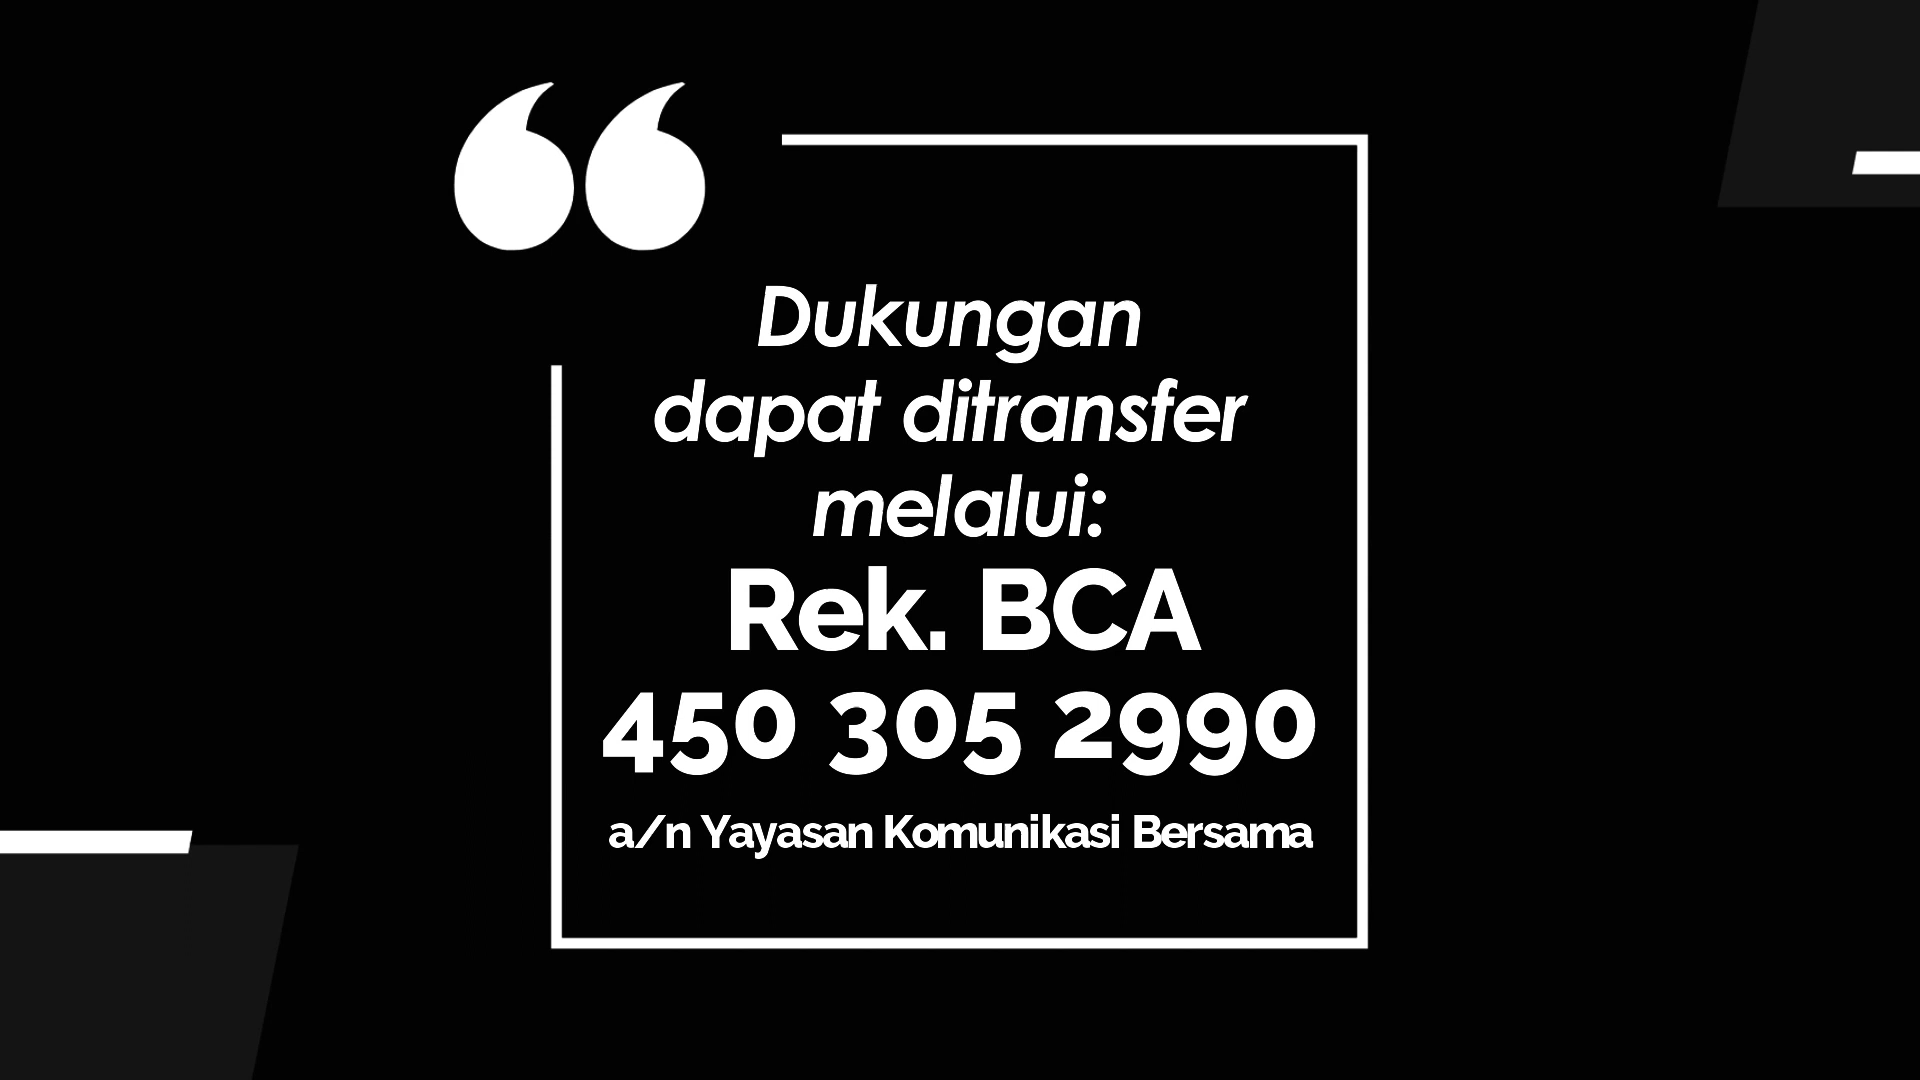 Dukungan
dapat ditransfer
melalui:
Rek. BCA
450 305 2990
a/n Yayasan Komunikasi Bersama